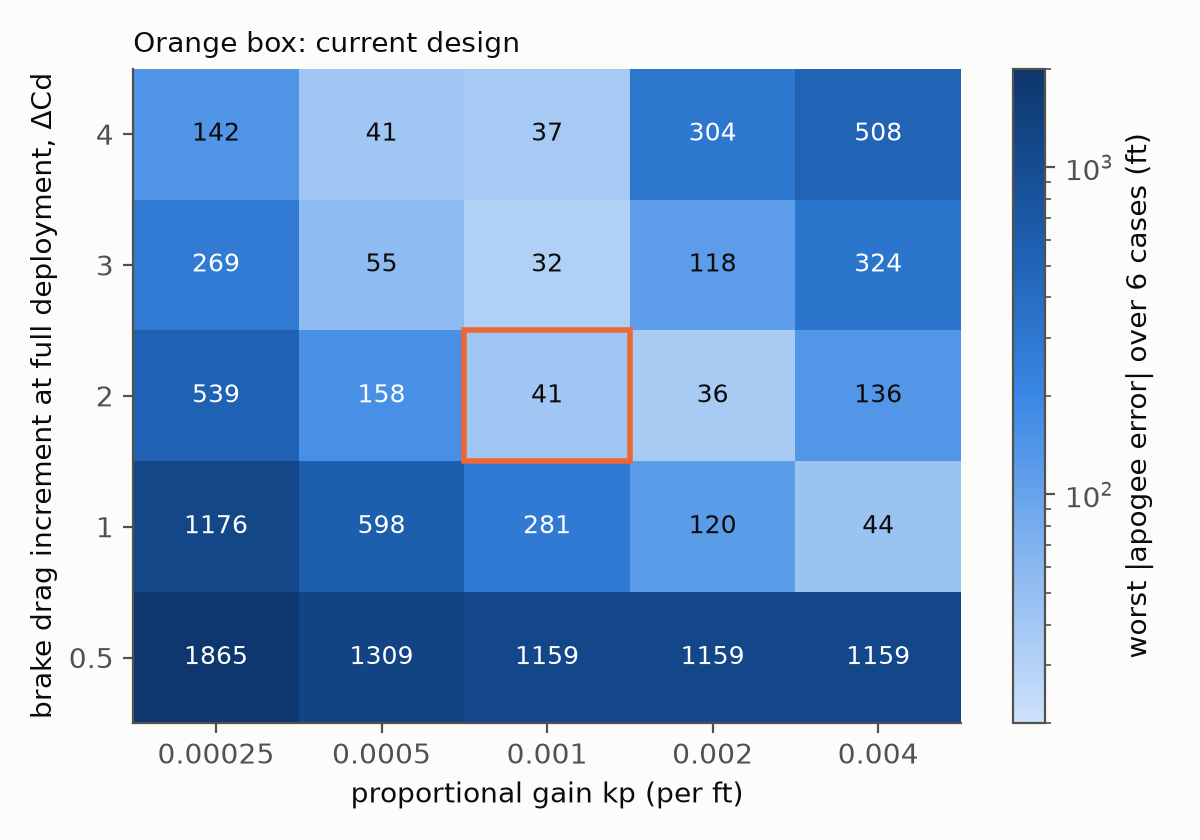 Orange box: current design
brake drag increment at full deployment, ΔCd
4 142 41 37 304 508
3 269 55 32 118 324
2 539 158 41 36 136
1 1176 598 281 120 44
0.5 1865 1309 1159 1159 1159
0.00025 0.0005 0.001 0.002 0.004
proportional gain kp (per ft)
10³
10²
worst |apogee error| over 6 cases (ft)